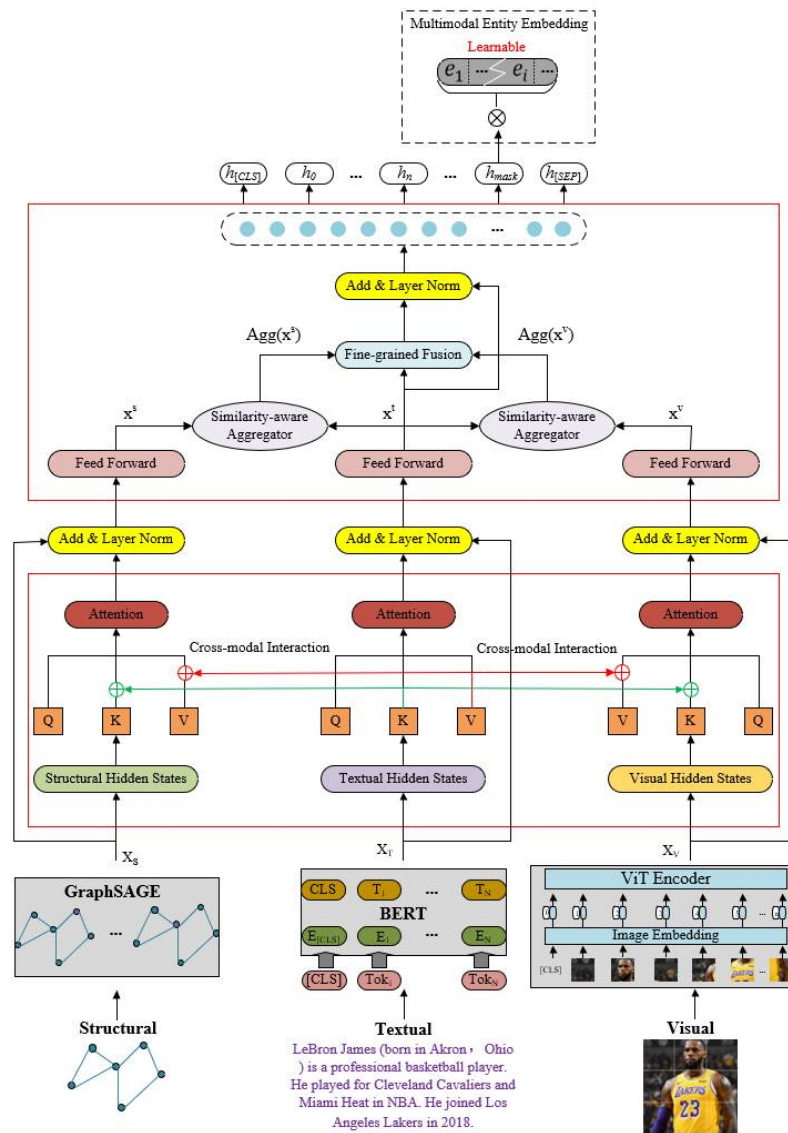 Multimodal Entity Embedding
Learnable
e1 ... ei ...
h[CLS] h0 ... hn ... hmask h[SEP]
...
Add & Layer Norm
Agg(x^s) Agg(x^v)
Fine-grained Fusion
x^s x^t x^v
Similarity-aware Aggregator Similarity-aware Aggregator
Feed Forward Feed Forward Feed Forward
Add & Layer Norm Add & Layer Norm Add & Layer Norm
Attention Attention Attention
Cross-modal Interaction Cross-modal Interaction
Q K V Q K V V K Q
Structural Hidden States Textual Hidden States Visual Hidden States
XS XT XV
GraphSAGE
...
CLS T1 ... TN
BERT
E[CLS] E1 ... EN
[CLS] Tok1 TokN
ViT Encoder
...
Image Embedding
[CLS] ...
Structural Textual Visual
LeBron James (born in Akron， Ohio
) is a professional basketball player.
He played for Cleveland Cavaliers and
Miami Heat in NBA. He joined Los
Angeles Lakers in 2018.
LAKERS
23